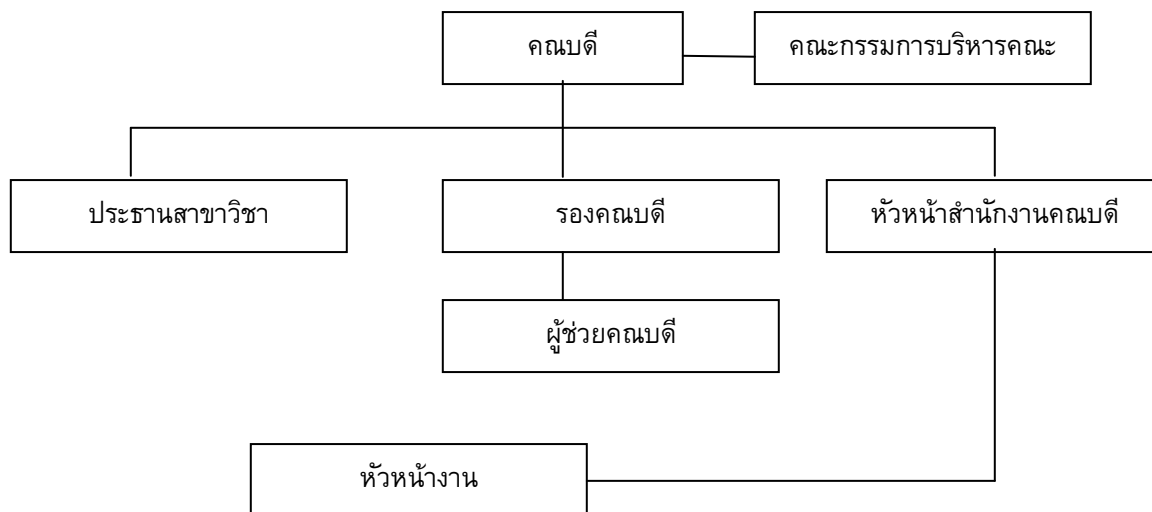 คณบดี
คณะกรรมการบริหารคณะ
ประธานสาขาวิชา
รองคณบดี
หัวหน้าสำนักงานคณบดี
ผู้ช่วยคณบดี
หัวหน้างาน